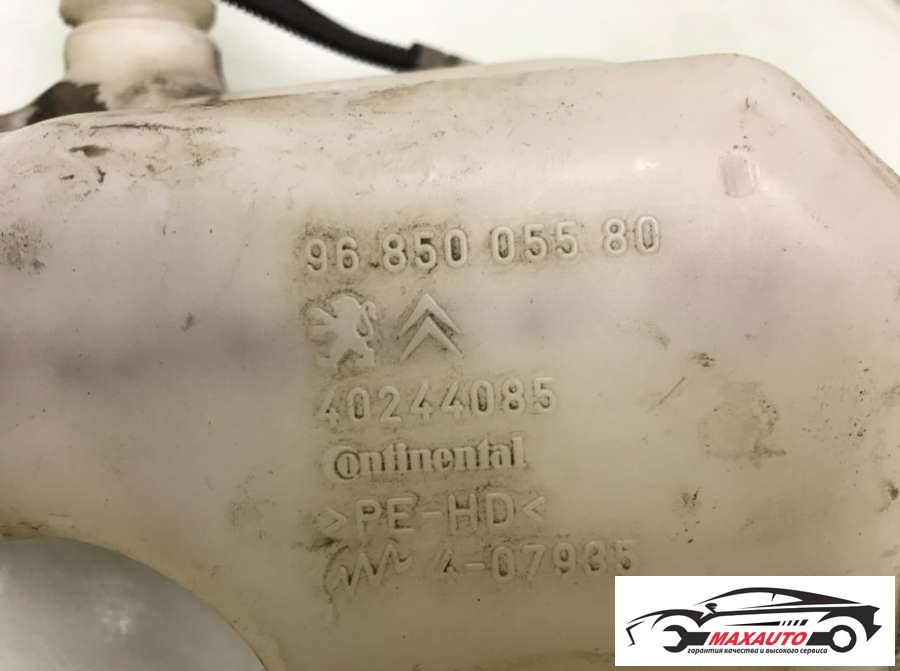 96 850 055 80
40244085
Continental
>PE-HD<
4-07935
MAXAUTO
гарантия качества и высокого сервиса